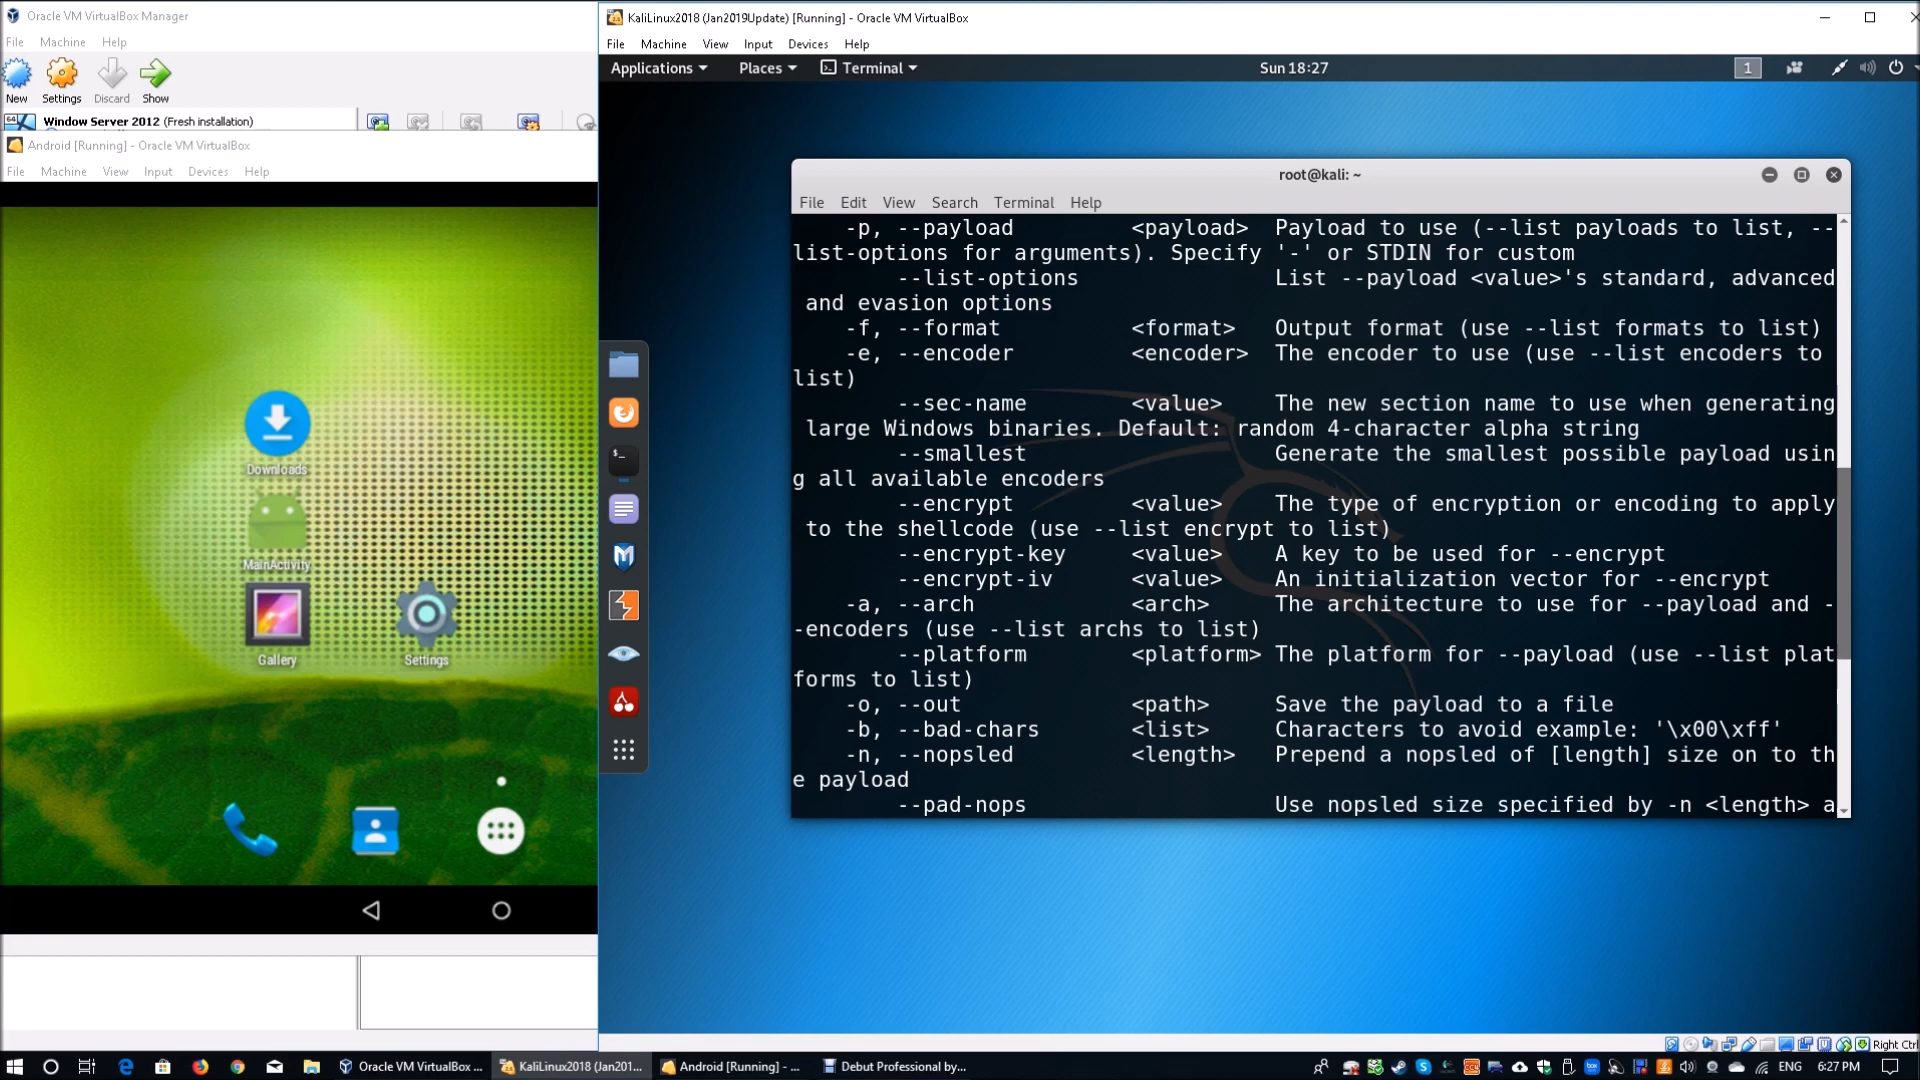 Oracle VM VirtualBox Manager
File Machine Help
New Settings Discard Show
Window Server 2012 (Fresh installation)
Android [Running] - Oracle VM VirtualBox
File Machine View Input Devices Help
Downloads
MainActivity
Gallery Settings
KaliLinux2018 (Jan2019Update) [Running] - Oracle VM VirtualBox
File Machine View Input Devices Help
Applications Places Terminal Sun 18:27 1
root@kali: ~
File Edit View Search Terminal Help
-p, --payload <payload> Payload to use (--list payloads to list, --
list-options for arguments). Specify '-' or STDIN for custom
--list-options List --payload <value>'s standard, advanced
and evasion options
-f, --format <format> Output format (use --list formats to list)
-e, --encoder <encoder> The encoder to use (use --list encoders to
list)
--sec-name <value> The new section name to use when generating
large Windows binaries. Default: random 4-character alpha string
--smallest Generate the smallest possible payload usin
g all available encoders
--encrypt <value> The type of encryption or encoding to apply
to the shellcode (use --list encrypt to list)
--encrypt-key <value> A key to be used for --encrypt
--encrypt-iv <value> An initialization vector for --encrypt
-a, --arch <arch> The architecture to use for --payload and -
-encoders (use --list archs to list)
--platform <platform> The platform for --payload (use --list plat
forms to list)
-o, --out <path> Save the payload to a file
-b, --bad-chars <list> Characters to avoid example: '\x00\xff'
-n, --nopsled <length> Prepend a nopsled of [length] size on to th
e payload
--pad-nops Use nopsled size specified by -n <length> a
Right Ctrl
Oracle VM VirtualBox ... KaliLinux2018 (Jan201... Android [Running] - ... Debut Professional by... ENG 6:27 PM